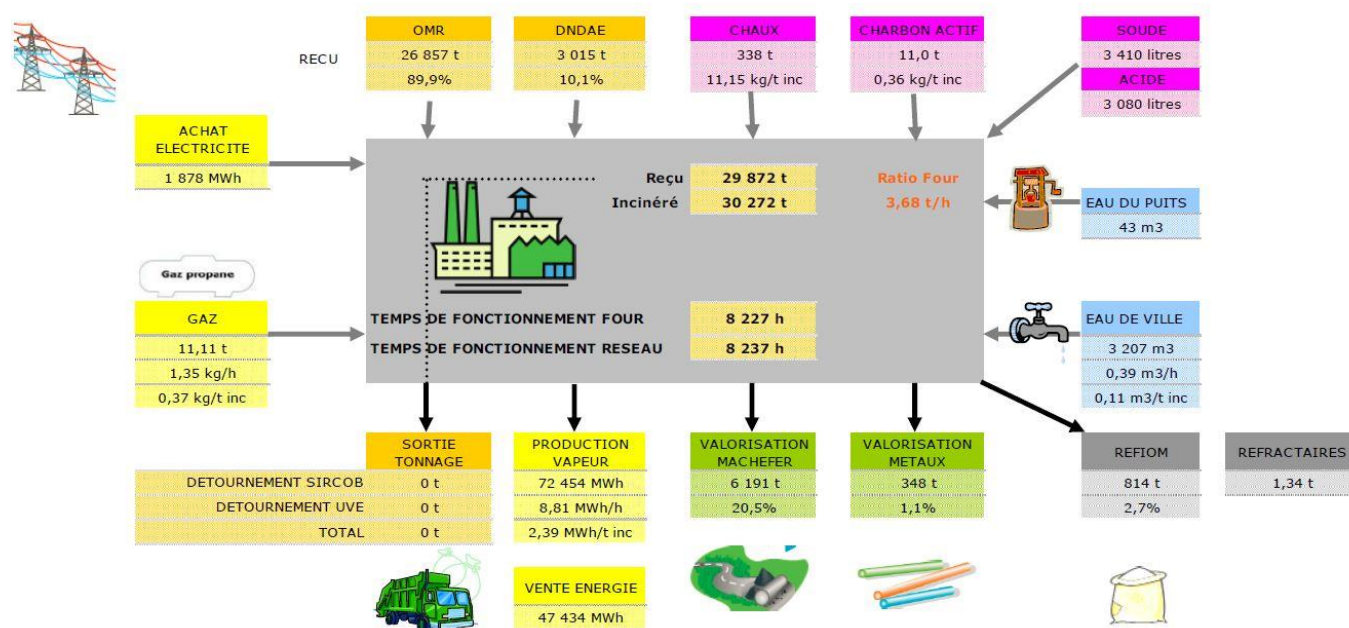 OMR
DNDAE
CHAUX
CHARBON ACTIF
SOUDE
RECU
26 857 t
3 015 t
338 t
11,0 t
3 410 litres
89,9%
10,1%
11,15 kg/t inc
0,36 kg/t inc
ACIDE
3 080 litres
ACHAT
ELECTRICITE
1 878 MWh
Reçu
29 872 t
Ratio Four
Incinéré
30 272 t
3,68 t/h
EAU DU PUITS
43 m3
Gaz propane
GAZ
11,11 t
1,35 kg/h
0,37 kg/t inc
TEMPS DE FONCTIONNEMENT FOUR
8 227 h
TEMPS DE FONCTIONNEMENT RESEAU
8 237 h
EAU DE VILLE
3 207 m3
0,39 m3/h
0,11 m3/t inc
SORTIE
TONNAGE
PRODUCTION
VAPEUR
VALORISATION
MACHEFER
VALORISATION
METAUX
REFIOM
REFRACTAIRES
DETOURNEMENT SIRCOB
0 t
72 454 MWh
6 191 t
348 t
814 t
1,34 t
DETOURNEMENT UVE
0 t
8,81 MWh/h
20,5%
1,1%
2,7%
TOTAL
0 t
2,39 MWh/t inc
VENTE ENERGIE
47 434 MWh